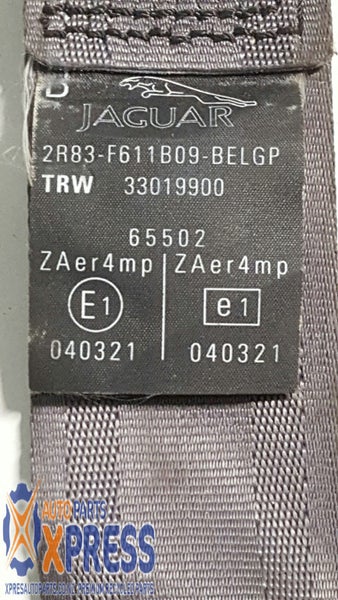 D
JAGUAR
2R83-F611B09-BELGP
TRW 33019900
65502
ZAer4mp ZAer4mp
E1 e1
040321 040321
AUTO PARTS
XPRESS